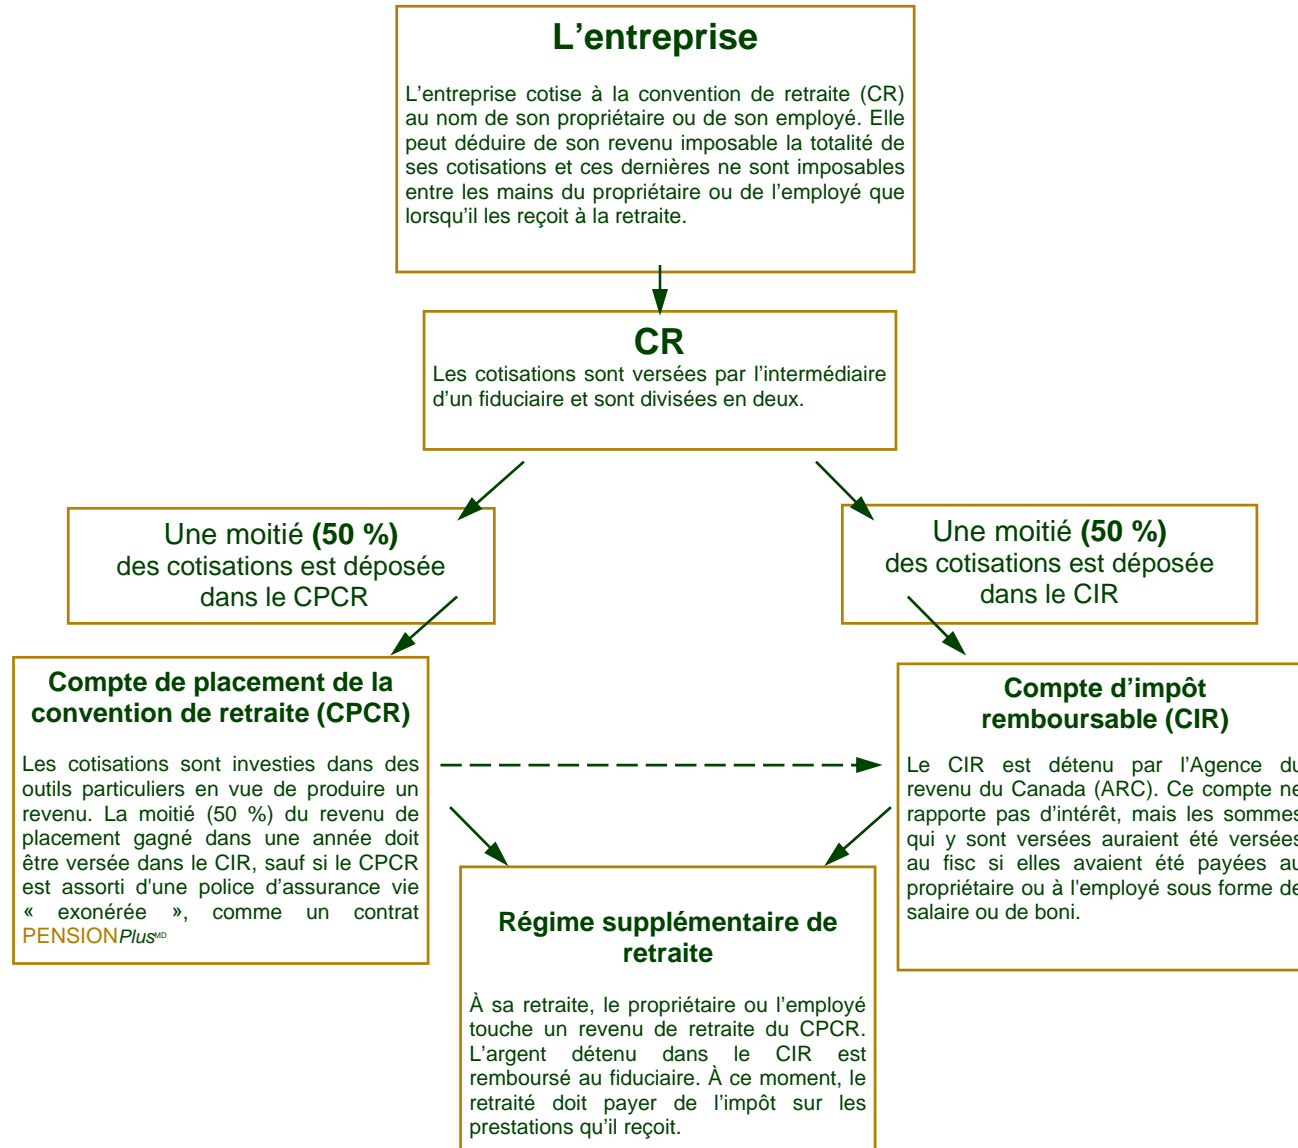 L’entreprise
L’entreprise cotise à la convention de retraite (CR)
au nom de son propriétaire ou de son employé. Elle
peut déduire de son revenu imposable la totalité de
ses cotisations et ces dernières ne sont imposables
entre les mains du propriétaire ou de l’employé que
lorsqu’il les reçoit à la retraite.
CR
Les cotisations sont versées par l’intermédiaire
d’un fiduciaire et sont divisées en deux.
Une moitié (50 %)
des cotisations est déposée
dans le CPCR
Une moitié (50 %)
des cotisations est déposée
dans le CIR
Compte de placement de la
convention de retraite (CPCR)
Les cotisations sont investies dans des
outils particuliers en vue de produire un
revenu. La moitié (50 %) du revenu de
placement gagné dans une année doit
être versée dans le CIR, sauf si le CPCR
est assorti d'une police d’assurance vie
« exonérée », comme un contrat
PENSIONPlusMD
Compte d’impôt
remboursable (CIR)
Le CIR est détenu par l’Agence du
revenu du Canada (ARC). Ce compte ne
rapporte pas d’intérêt, mais les sommes
qui y sont versées auraient été versées
au fisc si elles avaient été payées au
propriétaire ou à l'employé sous forme de
salaire ou de boni.
Régime supplémentaire de
retraite
À sa retraite, le propriétaire ou l’employé
touche un revenu de retraite du CPCR.
L’argent détenu dans le CIR est
remboursé au fiduciaire. À ce moment, le
retraité doit payer de l’impôt sur les
prestations qu’il reçoit.